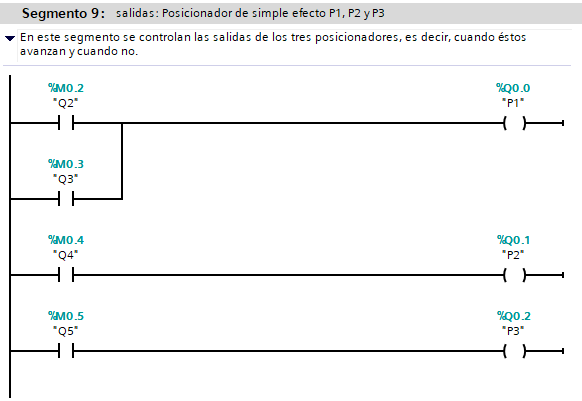 Segmento 9: salidas: Posicionador de simple efecto P1, P2 y P3
En este segmento se controlan las salidas de los tres posicionadores, es decir, cuando éstos
avanzan y cuando no.
%M0.2 %Q0.0
"Q2" "P1"
%M0.3
"Q3"
%M0.4 %Q0.1
"Q4" "P2"
%M0.5 %Q0.2
"Q5" "P3"